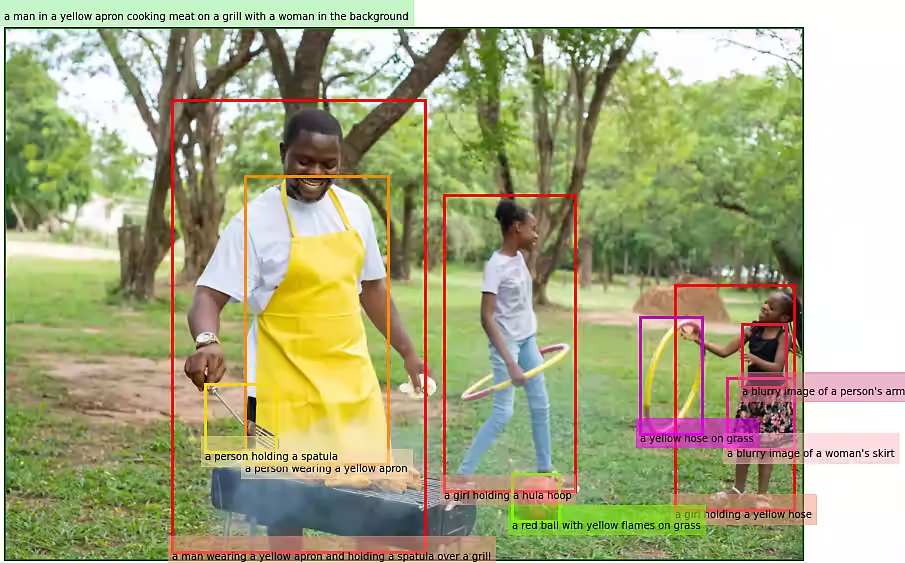 a man in a yellow apron cooking meat on a grill with a woman in the background
a blurry image of a person's arm
a yellow hose on grass
a blurry image of a woman's skirt
a person holding a spatula
a person wearing a yellow apron
a girl holding a hula hoop
a girl holding a yellow hose
a red ball with yellow flames on grass
a man wearing a yellow apron and holding a spatula over a grill